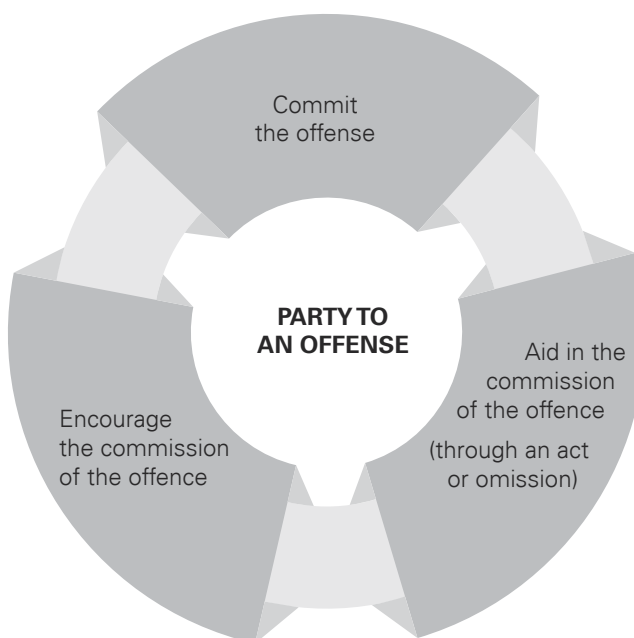 Commit
the offense
PARTY TO
AN OFFENSE
Aid in the
commission
of the offence
(through an act
or omission)
Encourage
the commission
of the offence